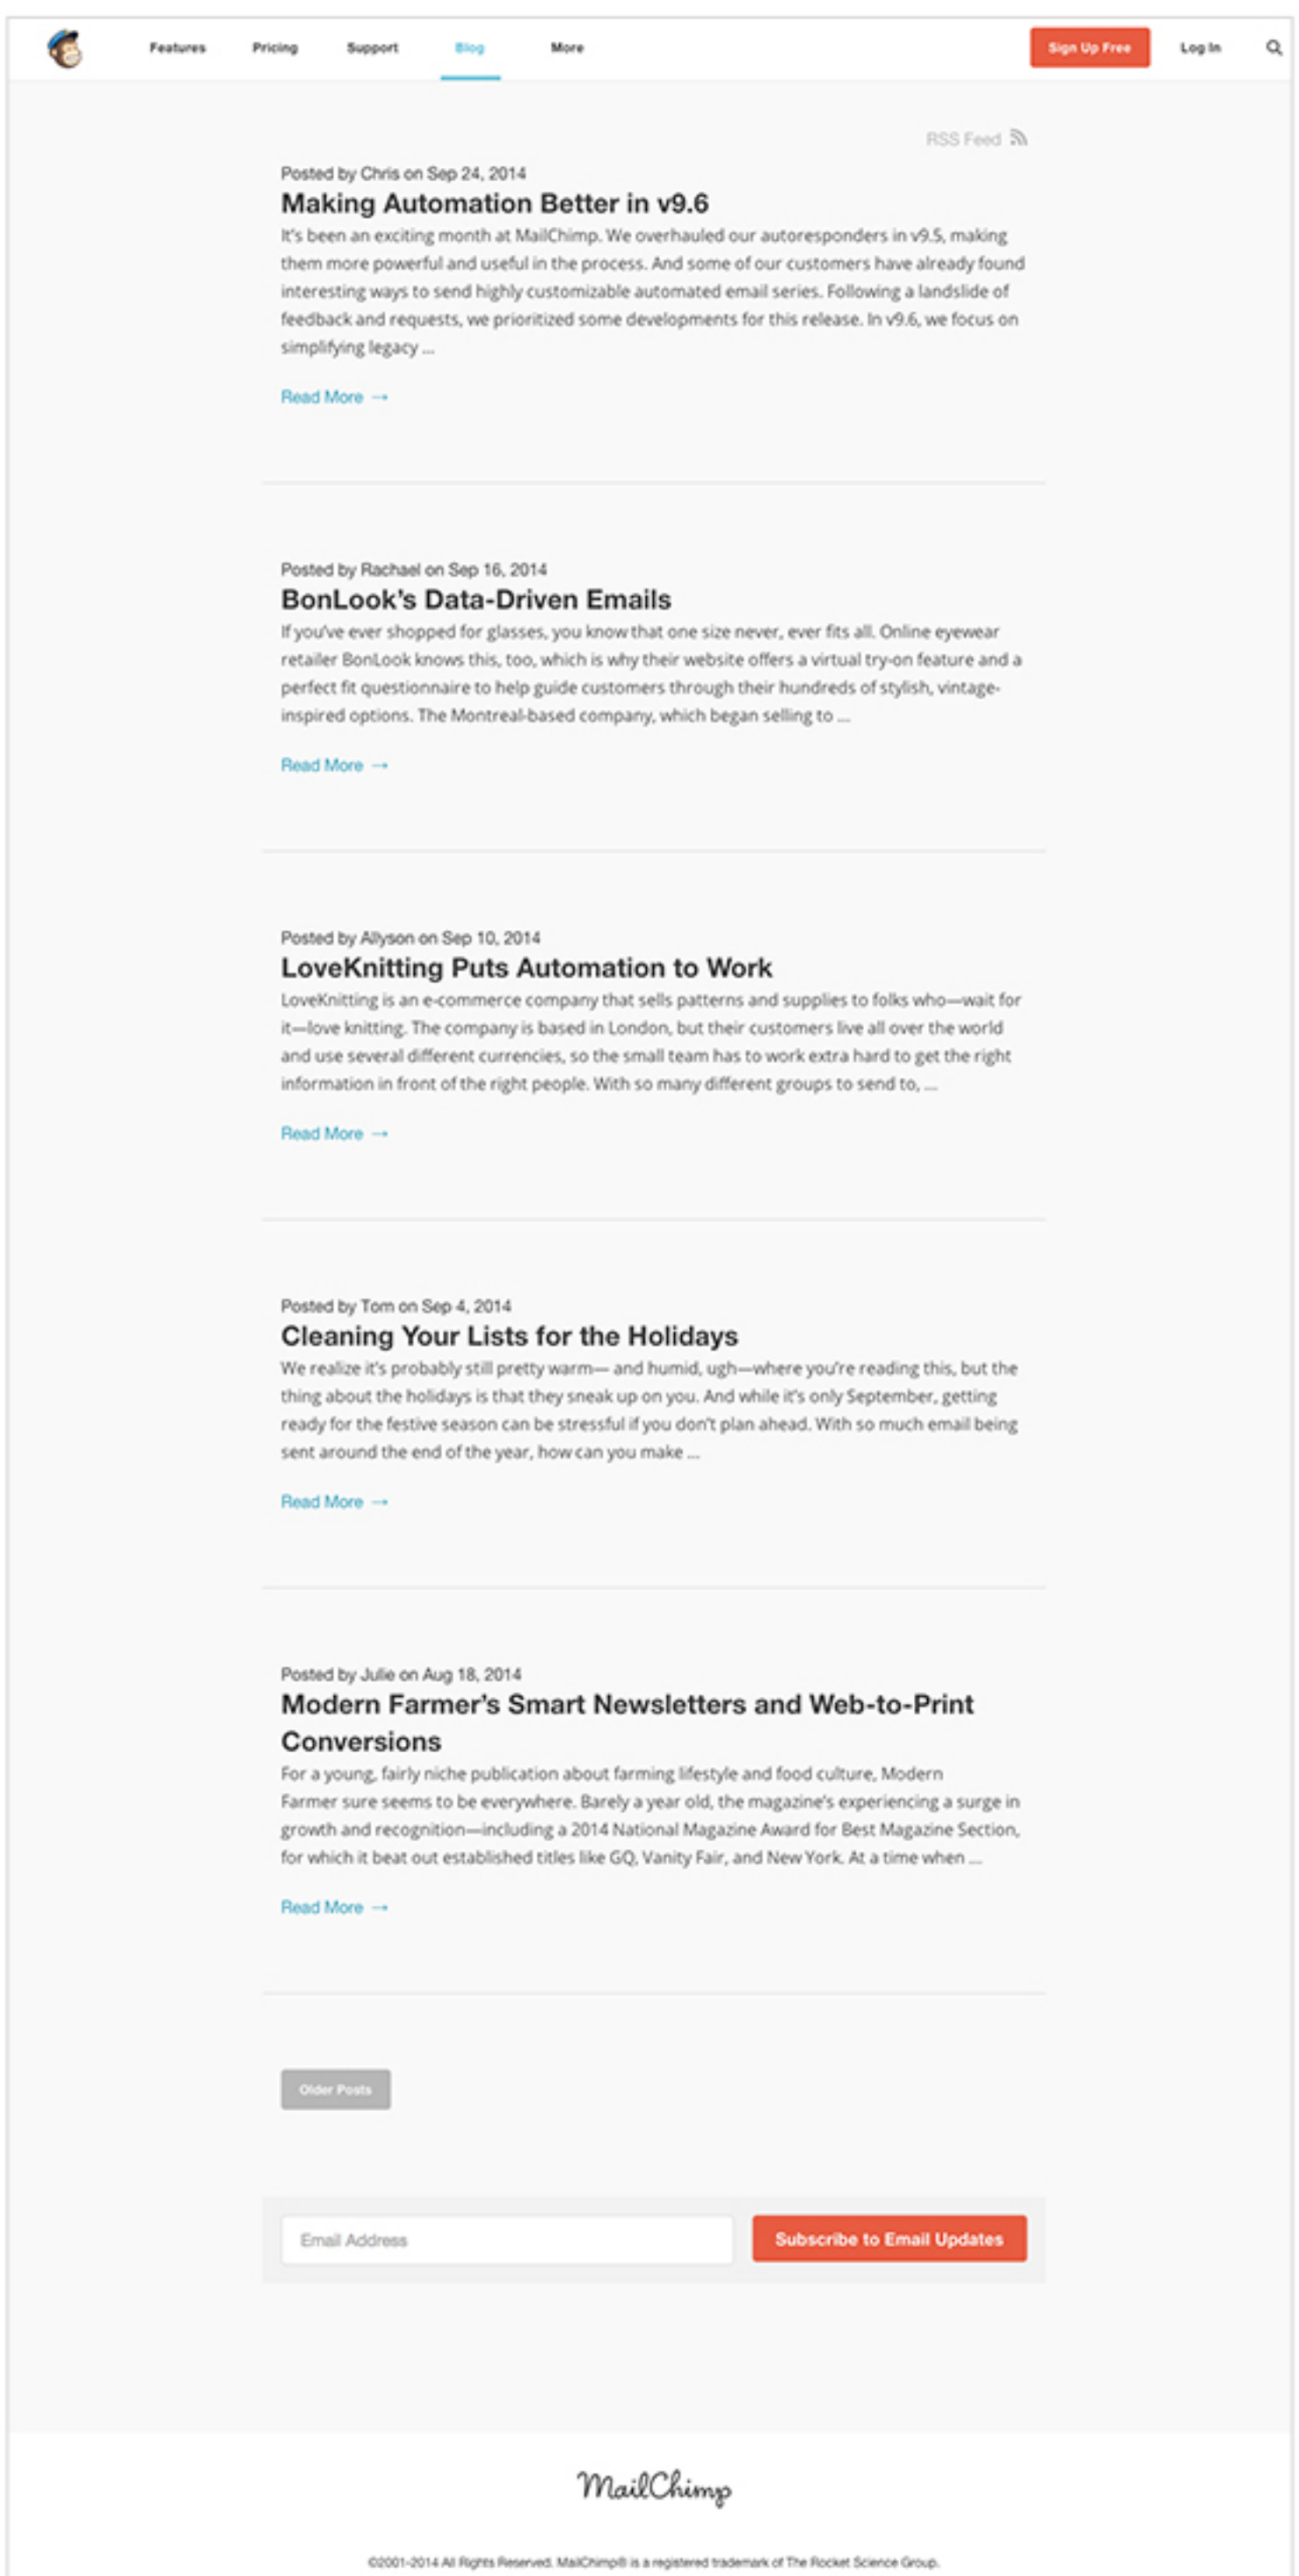 Features Pricing Support Blog More Sign Up Free Log In
RSS Feed
Posted by Chris on Sep 24, 2014
Making Automation Better in v9.6
It's been an exciting month at MailChimp. We overhauled our autoresponders in v9.5, making
them more powerful and useful in the process. And some of our customers have already found
interesting ways to send highly customizable automated email series. Following a landslide of
feedback and requests, we prioritized some developments for this release. In v9.6, we focus on
simplifying legacy ...
Read More →
Posted by Rachael on Sep 16, 2014
BonLook’s Data-Driven Emails
If you’ve ever shopped for glasses, you know that one size never, ever fits all. Online eyewear
retailer BonLook knows this, too, which is why their website offers a virtual try-on feature and a
perfect fit questionnaire to help guide customers through their hundreds of stylish, vintage-
inspired options. The Montreal-based company, which began selling to ...
Read More →
Posted by Allyson on Sep 10, 2014
LoveKnitting Puts Automation to Work
LoveKnitting is an e-commerce company that sells patterns and supplies to folks who—wait for
it—love knitting. The company is based in London, but their customers live all over the world
and use several different currencies, so the small team has to work extra hard to get the right
information in front of the right people. With so many different groups to send to, ...
Read More →
Posted by Tom on Sep 4, 2014
Cleaning Your Lists for the Holidays
We realize it’s probably still pretty warm— and humid, ugh—where you’re reading this, but the
thing about the holidays is that they sneak up on you. And while it’s only September, getting
ready for the festive season can be stressful if you don’t plan ahead. With so much email being
sent around the end of the year, how can you make ...
Read More →
Posted by Julie on Aug 18, 2014
Modern Farmer’s Smart Newsletters and Web-to-Print
Conversions
For a young, fairly niche publication about farming lifestyle and food culture, Modern
Farmer sure seems to be everywhere. Barely a year old, the magazine’s experiencing a surge in
growth and recognition—including a 2014 National Magazine Award for Best Magazine Section,
for which it beat out established titles like GQ, Vanity Fair, and New York. At a time when ...
Read More →
Older Posts
Email Address Subscribe to Email Updates
MailChimp
©2001-2014 All Rights Reserved. MailChimp® is a registered trademark of The Rocket Science Group.